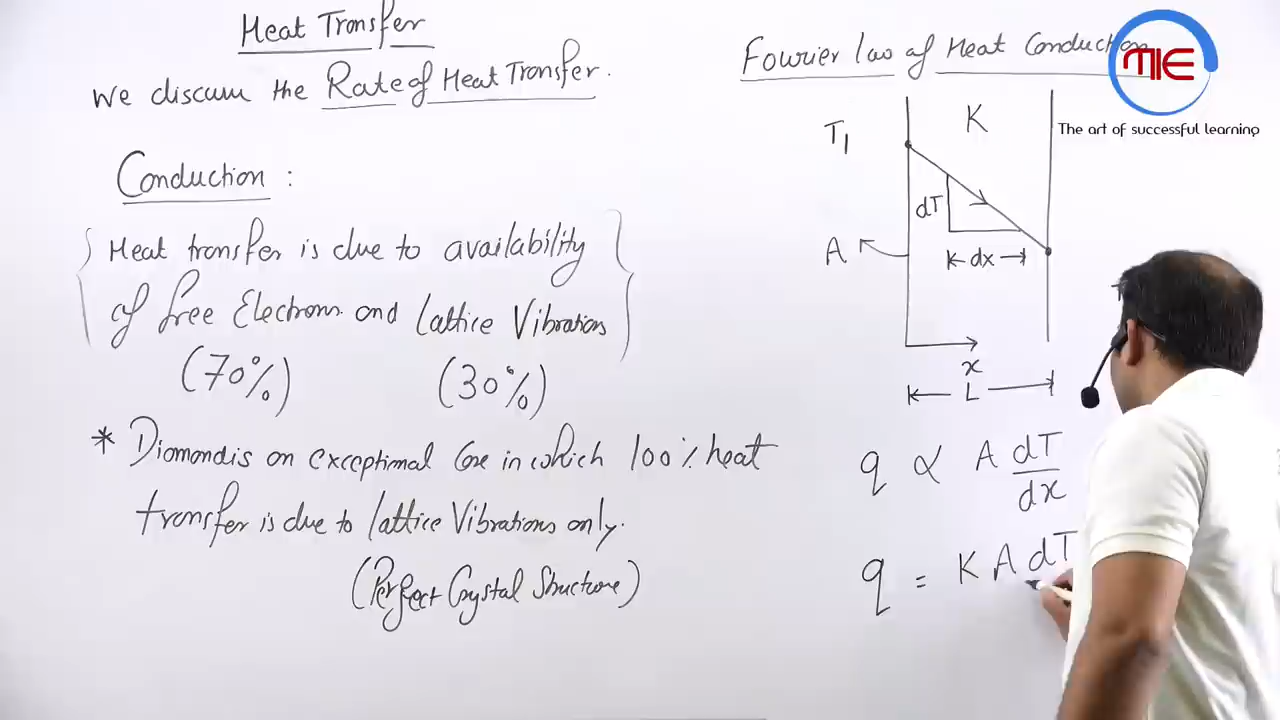 Heat Transfer
We discuss the Rate of Heat Transfer.
Conduction :
Heat transfer is due to availability
of free Electrons and Lattice Vibrations
(70%) (30%)
* Diamond is an exceptional Case in which 100% heat
transfer is due to lattice Vibrations only.
(Perfect Crystal Structure)
Fourier law of Heat Conduction
MIE
The art of successful learning
T1
K
dT
A
dx
x
L
q ∝ A dT/dx
q = K A dT